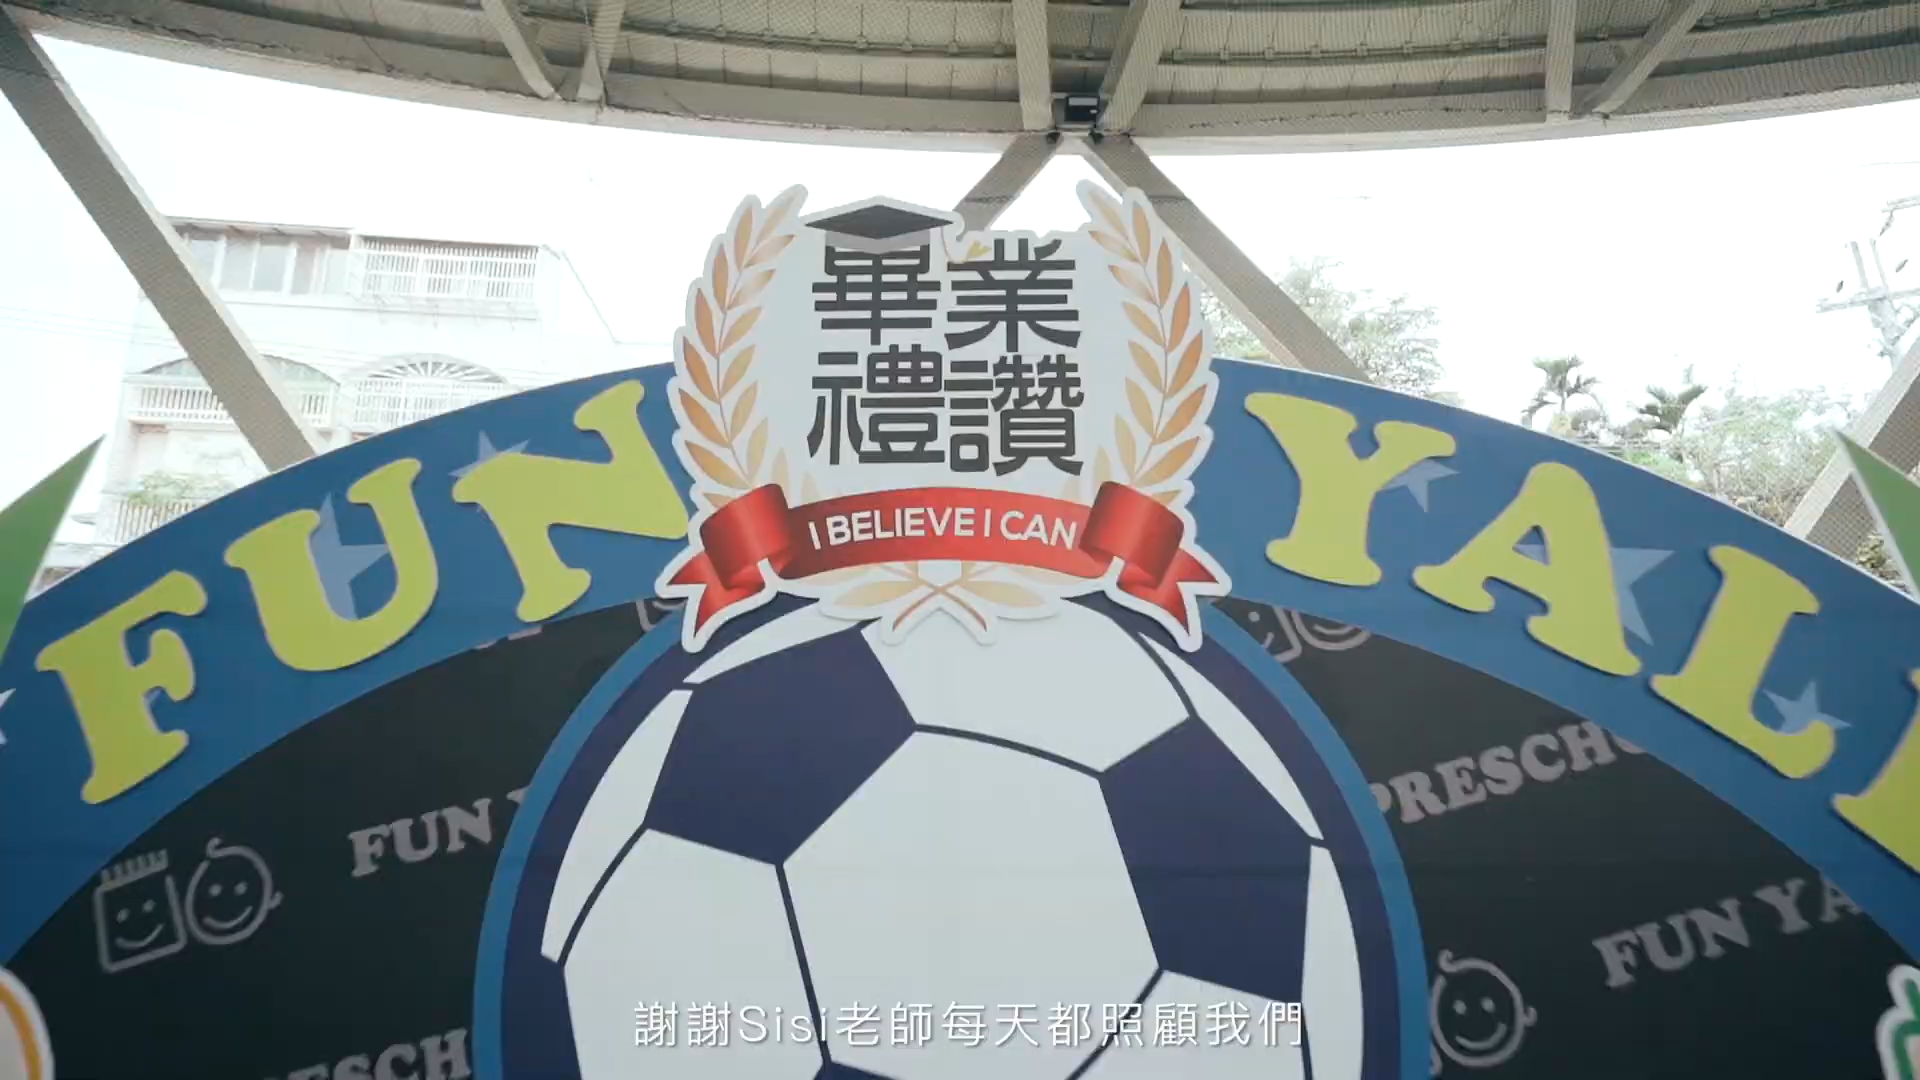 畢業
禮讚
I BELIEVE I CAN
FUN YAL
FUN
PRESCH
FUN YA
ESCH
謝謝Sisi老師每天都照顧我們